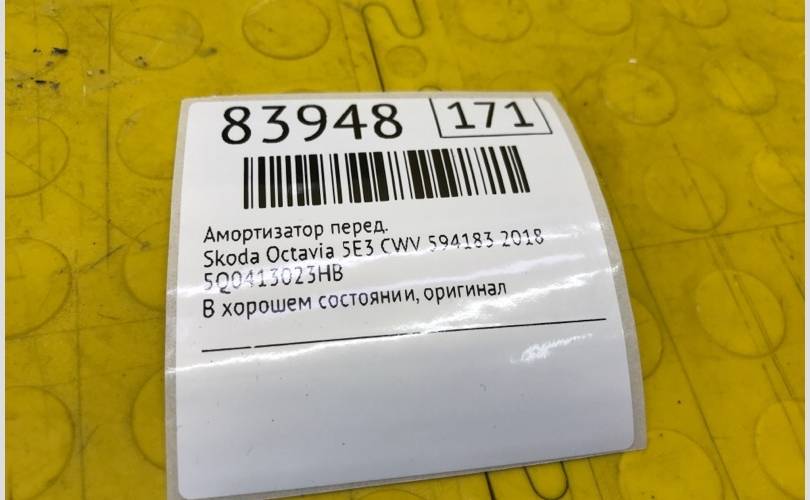 83948 171
Амортизатор перед.
Skoda Octavia 5E3 CWV 594183 2018
5Q0413023HB
В хорошем состоянии, оригинал